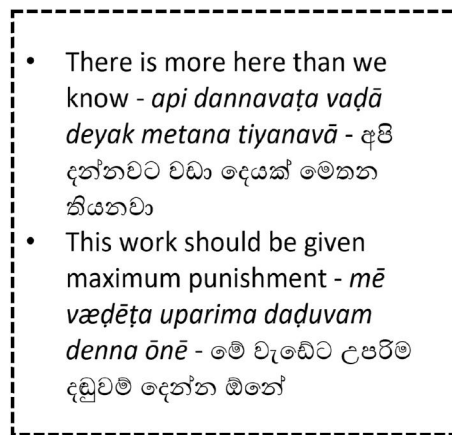 • There is more here than we
know - api dannavaṭa vaḍā
deyak metana tiyanavā - අපි
දන්නවට වඩා දෙයක් මෙතන
තියනවා
• This work should be given
maximum punishment - mē
væḍēṭa uparima daḍuvam
denna ōnē - මේ වැඩේට උපරිම
දඬුවම් දෙන්න ඕනේ